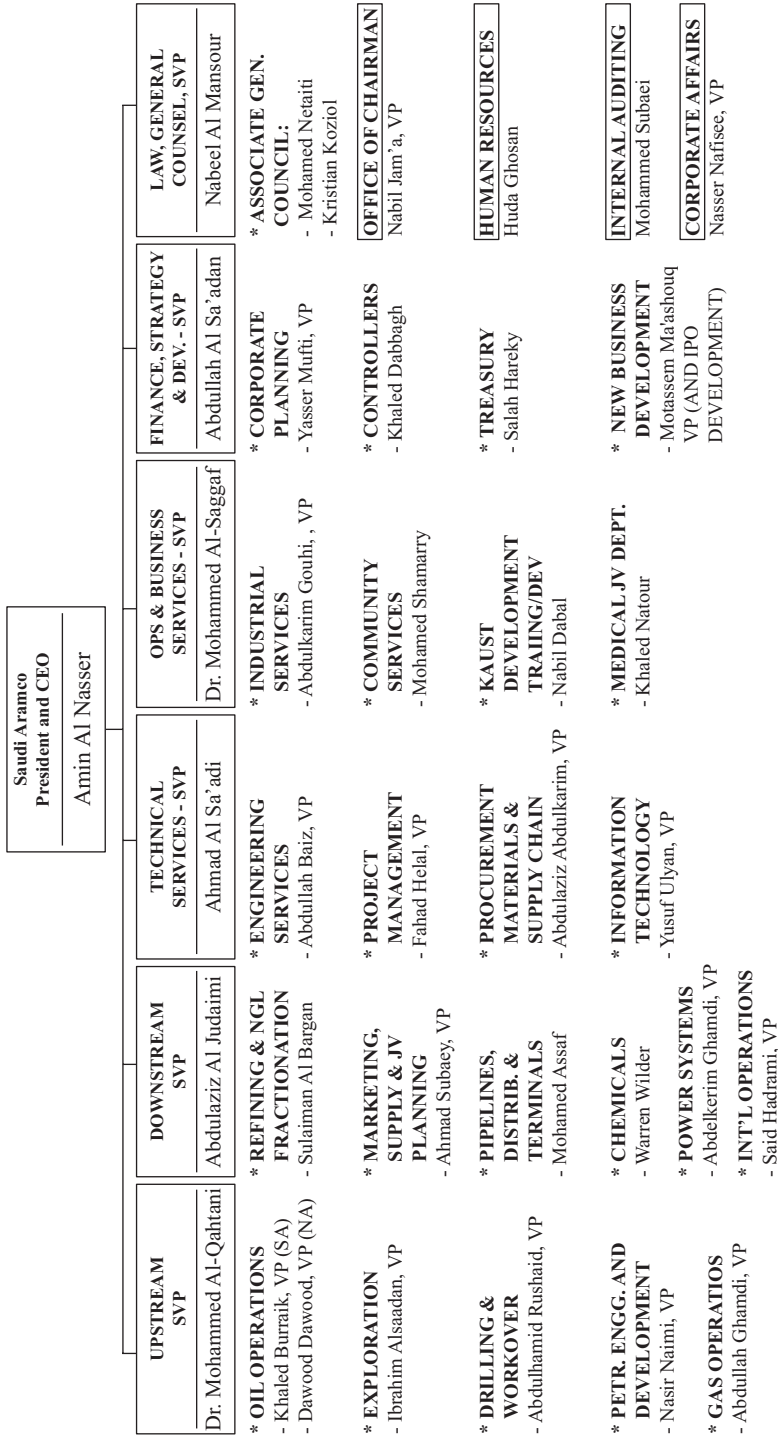 Saudi Aramco
President and CEO
Amin Al Nasser
UPSTREAM
SVP
Dr. Mohammed Al-Qahtani
* OIL OPERATIONS
- Khaled Burraik, VP (SA)
- Dawood Dawood, VP (NA)
* EXPLORATION
- Ibrahim Alsaadan, VP
* DRILLING &
WORKOVER
- Abdulhamid Rushaid, VP
* PETR. ENGG. AND
DEVELOPMENT
- Nasir Naimi, VP
* GAS OPERATIOS
- Abdullah Ghamdi, VP
DOWNSTREAM
SVP
Abdulaziz Al Judaimi
* REFINING & NGL
FRACTIONATION
- Sulaiman Al Bargan
* MARKETING,
SUPPLY & JV
PLANNING
- Ahmad Subaey, VP
* PIPELINES,
DISTRIB. &
TERMINALS
- Mohamed Assaf
* CHEMICALS
- Warren Wilder
* POWER SYSTEMS
- Abdelkerim Ghamdi, VP
* INT'L OPERATIONS
- Said Hadrami, VP
TECHNICAL
SERVICES - SVP
Ahmad Al Sa'adi
* ENGINEERING
SERVICES
- Abdullah Baiz, VP
* PROJECT
MANAGEMENT
- Fahad Helal, VP
* PROCUREMENT
MATERIALS &
SUPPLY CHAIN
- Abdulaziz Abdulkarim, VP
* INFORMATION
TECHNOLOGY
- Yusuf Ulyan, VP
OPS & BUSINESS
SERVICES - SVP
Dr. Mohammed Al-Saggaf
* INDUSTRIAL
SERVICES
- Abdulkarim Gouhi, , VP
* COMMUNITY
SERVICES
- Mohamed Shamarry
* KAUST
DEVELOPMENT
TRAIING/DEV
- Nabil Dabal
* MEDICAL JV DEPT.
- Khaled Natour
FINANCE, STRATEGY
& DEV. - SVP
Abdullah Al Sa'adan
* CORPORATE
PLANNING
- Yasser Mufti, VP
* CONTROLLERS
- Khaled Dabbagh
* TREASURY
- Salah Hareky
* NEW BUSINESS
DEVELOPMENT
- Motassem Ma'ashouq
VP (AND IPO
DEVELOPMENT)
LAW, GENERAL
COUNSEL, SVP
Nabeel Al Mansour
* ASSOCIATE GEN.
COUNCIL:
- Mohamed Netaiti
- Kristian Koziol
OFFICE OF CHAIRMAN
Nabil Jam'a, VP
HUMAN RESOURCES
Huda Ghosan
INTERNAL AUDITING
Mohammed Subaei
CORPORATE AFFAIRS
Nasser Nafisee, VP